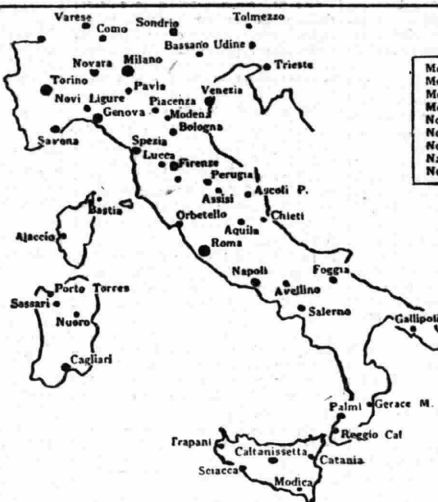 Varese
Como
Sondrio
Tolmezzo
Bassano
Udine
Novara
Milano
Trieste
Torino
Pavia
Venezia
Novi Ligure
Piacenza
Genova
Modena
Bologna
Savona
Spezia
Lucca
Firenze
Perugia
Assisi
Ascoli P.
Bastia
Orbetello
Chieti
Aquila
Aiaccio
Roma
Porto Torres
Napoli
Foggia
Sassari
Avellino
Nuoro
Salerno
Gallipoli
Cagliari
Palmi
Gerace M.
Reggio Cal
Trapani
Caltanissetta
Catania
Sciacca
Modica